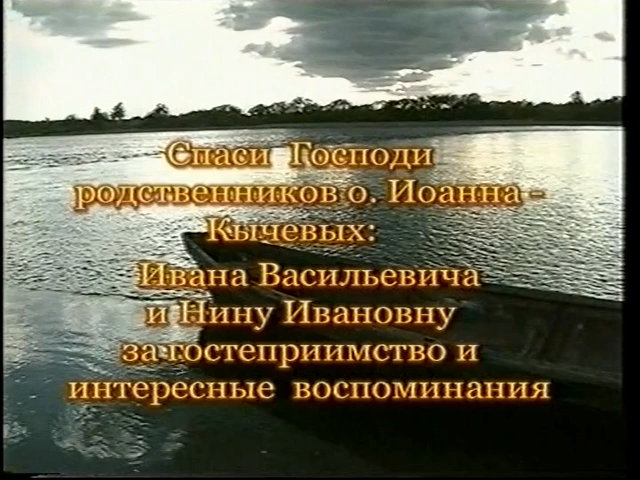 Спаси Господи
родственников о. Иоанна -
Кычевых:
Ивана Васильевича
и Нину Ивановну
за гостеприимство и
интересные воспоминания